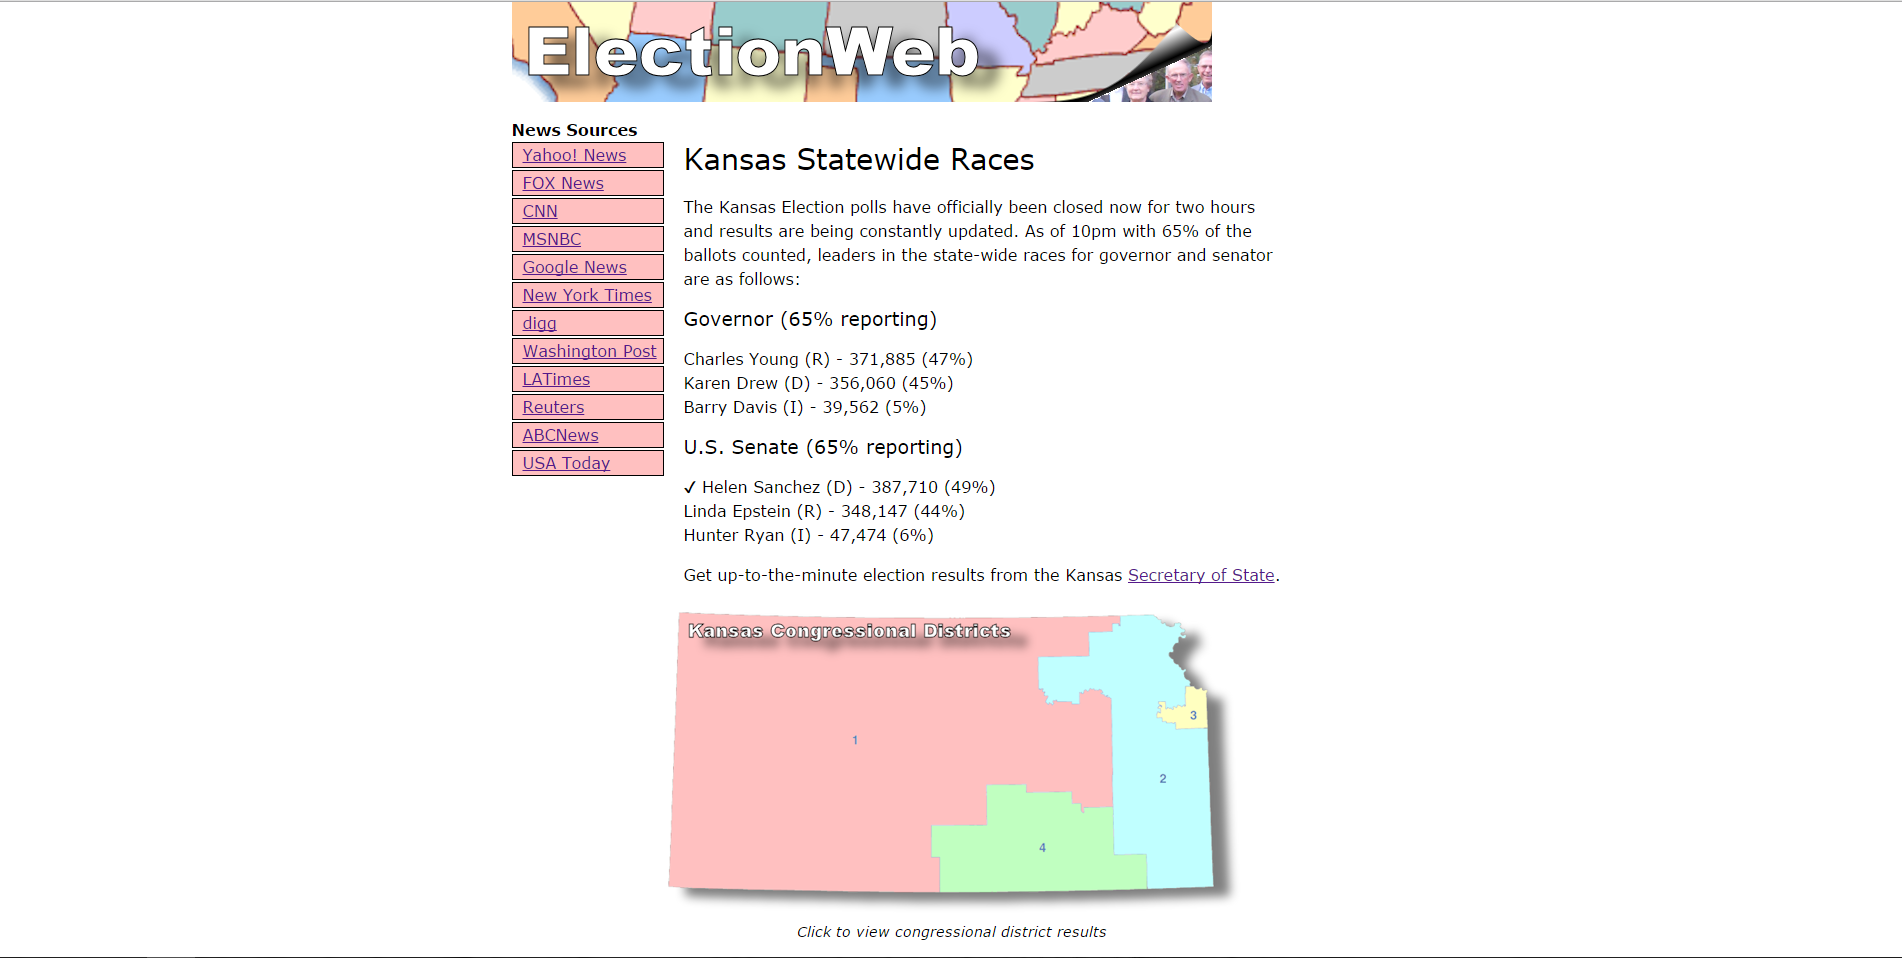 ElectionWeb
News Sources
Yahoo! News
FOX News
CNN
MSNBC
Google News
New York Times
digg
Washington Post
LATimes
Reuters
ABCNews
USA Today
Kansas Statewide Races
The Kansas Election polls have officially been closed now for two hours
and results are being constantly updated. As of 10pm with 65% of the
ballots counted, leaders in the state-wide races for governor and senator
are as follows:
Governor (65% reporting)
Charles Young (R) - 371,885 (47%)
Karen Drew (D) - 356,060 (45%)
Barry Davis (I) - 39,562 (5%)
U.S. Senate (65% reporting)
✓ Helen Sanchez (D) - 387,710 (49%)
Linda Epstein (R) - 348,147 (44%)
Hunter Ryan (I) - 47,474 (6%)
Get up-to-the-minute election results from the Kansas Secretary of State.
Kansas Congressional Districts
3
1
2
4
Click to view congressional district results